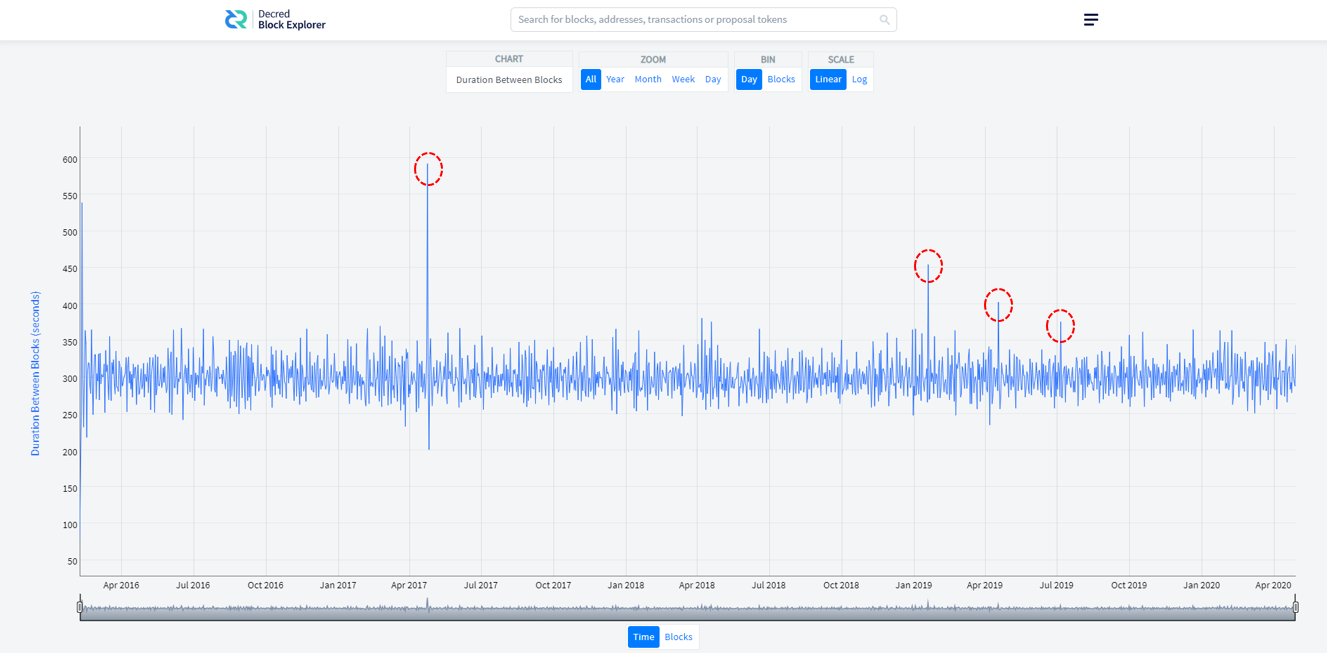 Decred
Block Explorer
Search for blocks, addresses, transactions or proposal tokens
CHART
Duration Between Blocks
ZOOM
All Year Month Week Day
BIN
Day Blocks
SCALE
Linear Log
Duration Between Blocks (seconds)
600
550
500
450
400
350
300
250
200
150
100
50
Apr 2016 Jul 2016 Oct 2016 Jan 2017 Apr 2017 Jul 2017 Oct 2017 Jan 2018 Apr 2018 Jul 2018 Oct 2018 Jan 2019 Apr 2019 Jul 2019 Oct 2019 Jan 2020 Apr 2020
Time Blocks